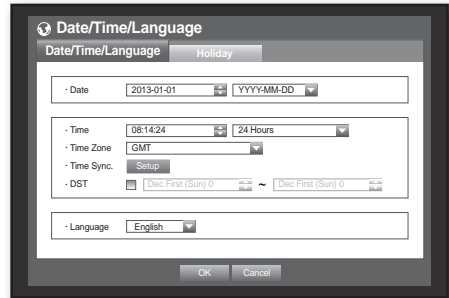 Date/Time/Language
Date/Time/Language Holiday
· Date 2013-01-01 YYYY-MM-DD
· Time 08:14:24 24 Hours
· Time Zone GMT
· Time Sync. Setup
· DST Dec First (Sun) 0 ~ Dec First (Sun) 0
· Language English
OK Cancel